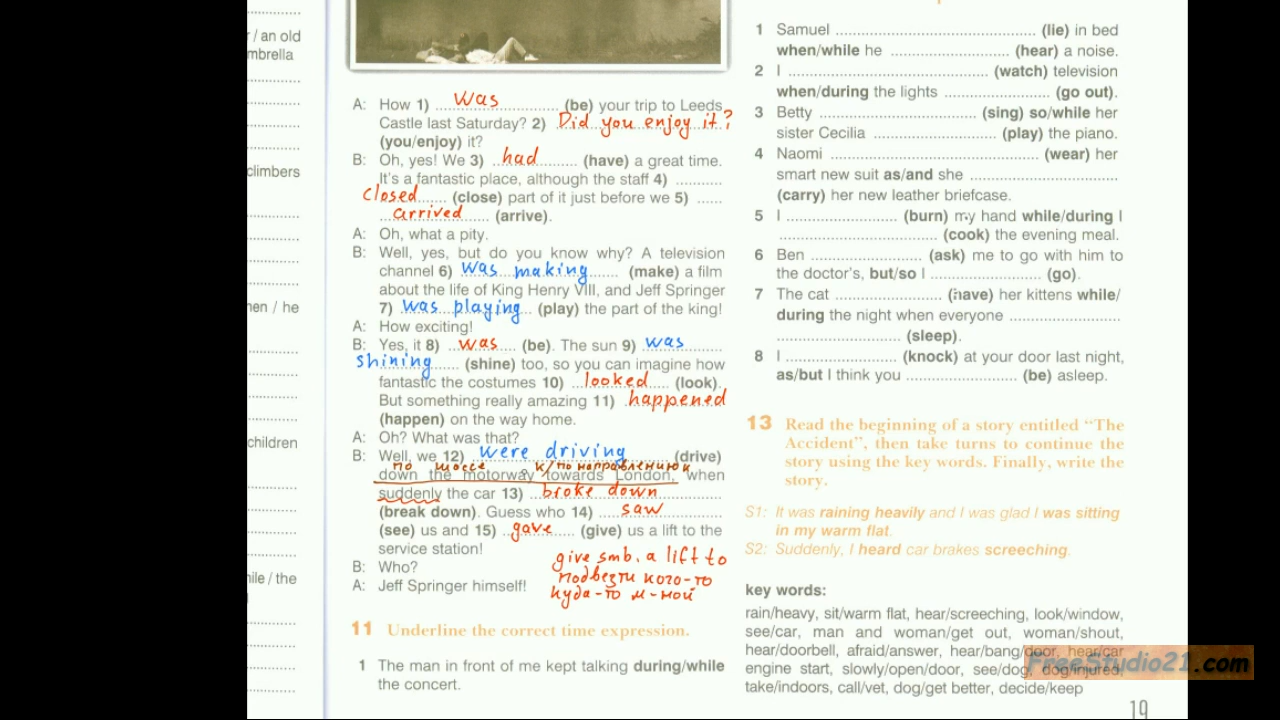 / an old
mbrella
climbers
en / he
children
ile / the
A: How 1) was (be) your trip to Leeds
Castle last Saturday? 2) Did you enjoy it?
(you/enjoy) it?
B: Oh, yes! We 3) had (have) a great time.
It's a fantastic place, although the staff 4)
closed (close) part of it just before we 5)
arrived (arrive).
A: Oh, what a pity.
B: Well, yes, but do you know why? A television
channel 6) was making (make) a film
about the life of King Henry VIII, and Jeff Springer
7) was playing (play) the part of the king!
A: How exciting!
B: Yes, it 8) was (be). The sun 9) was
shining (shine) too, so you can imagine how
fantastic the costumes 10) looked (look).
But something really amazing 11) happened
(happen) on the way home.
A: Oh? What was that?
B: Well, we 12) were driving (drive)
по шоссе к/по направлению к
down the motorway towards London, when
suddenly the car 13) broke down
(break down). Guess who 14) saw
(see) us and 15) gave (give) us a lift to the
service station!
B: Who?
A: Jeff Springer himself!
give smb. a lift to
подвезти кого-то
куда-то м-ной
11 Underline the correct time expression.
1 The man in front of me kept talking during/while
the concert.
1 Samuel (lie) in bed
when/while he (hear) a noise.
2 I (watch) television
when/during the lights (go out).
3 Betty (sing) so/while her
sister Cecilia (play) the piano.
4 Naomi (wear) her
smart new suit as/and she
(carry) her new leather briefcase.
5 I (burn) my hand while/during I
(cook) the evening meal.
6 Ben (ask) me to go with him to
the doctor's, but/so I (go).
7 The cat (have) her kittens while/
during the night when everyone
(sleep).
8 I (knock) at your door last night,
as/but I think you (be) asleep.
13 Read the beginning of a story entitled “The
Accident”, then take turns to continue the
story using the key words. Finally, write the
story.
S1: It was raining heavily and I was glad I was sitting
in my warm flat.
S2: Suddenly, I heard car brakes screeching.
key words:
rain/heavy, sit/warm flat, hear/screeching, look/window,
see/car, man and woman/get out, woman/shout,
hear/doorbell, afraid/answer, hear/bang/door, hear/car
engine start, slowly/open/door, see/dog, dog/injured,
take/indoors, call/vet, dog/get better, decide/keep
FreeStudio21.com
19